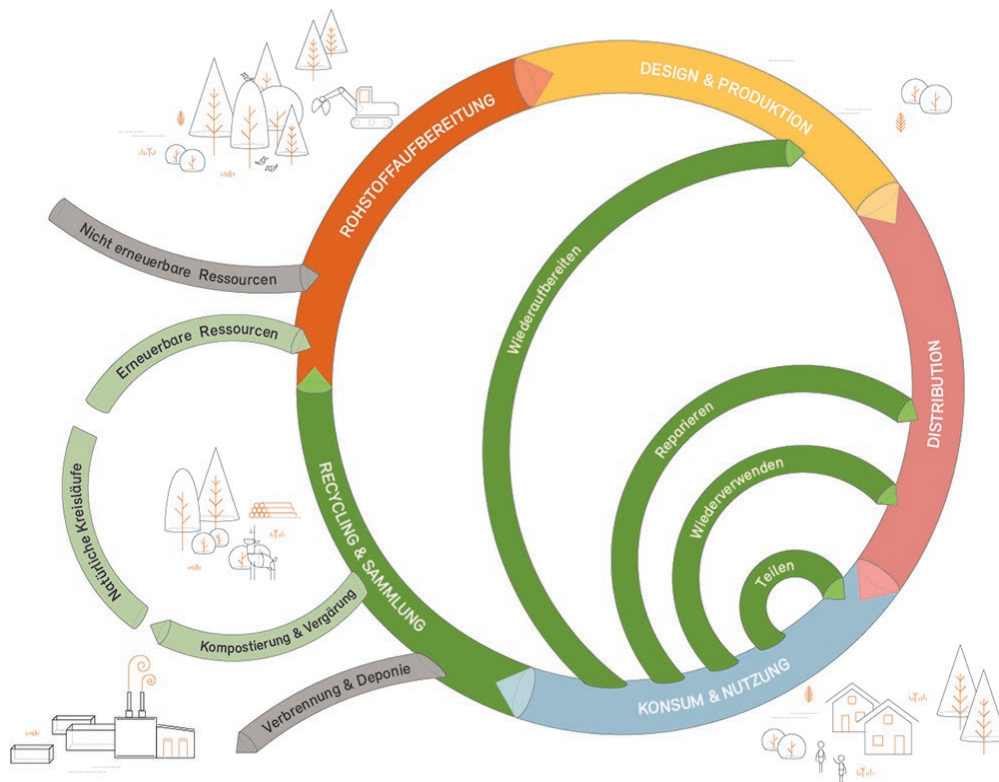 DESIGN & PRODUKTION
ROHSTOFFAUFBEREITUNG
Nicht erneuerbare Ressourcen
Wiederaufbereiten
Erneuerbare Ressourcen
DISTRIBUTION
Reparieren
Wiederverwenden
Natürliche Kreisläufe
RECYCLING & SAMMLUNG
Teilen
Kompostierung & Vergärung
Verbrennung & Deponie
KONSUM & NUTZUNG